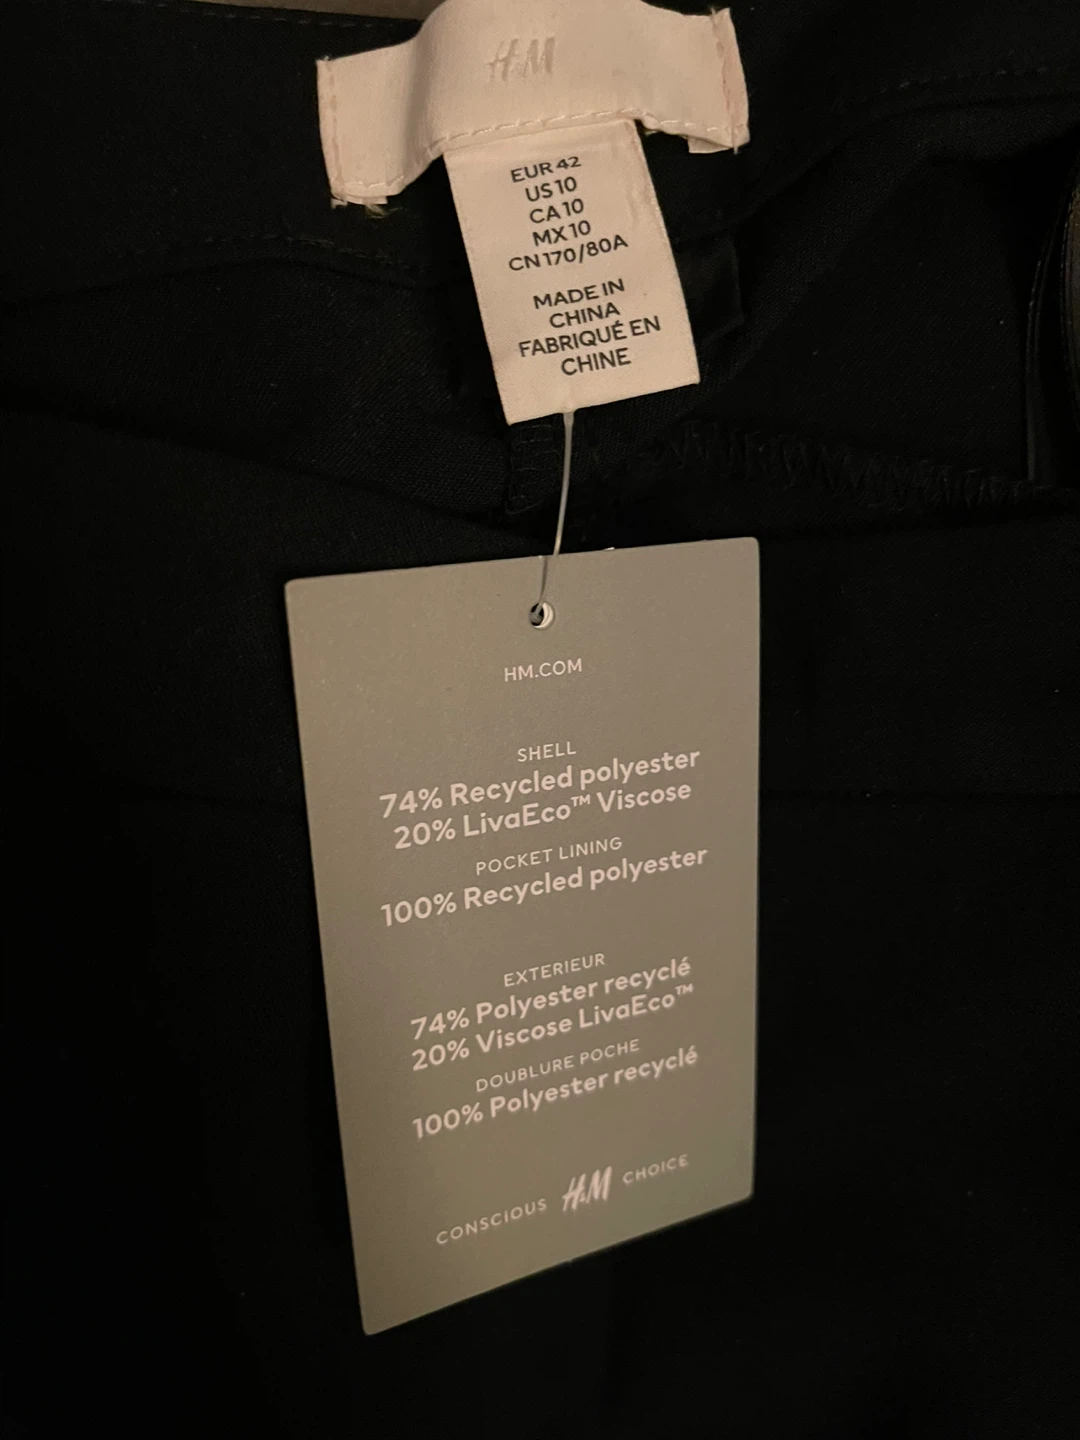 H&M
EUR 42
US 10
CA 10
MX 10
CN 170/80A
MADE IN
CHINA
FABRIQUÉ EN
CHINE
HM.COM
SHELL
74% Recycled polyester
20% LivaEco™ Viscose
POCKET LINING
100% Recycled polyester
EXTERIEUR
74% Polyester recyclé
20% Viscose LivaEco™
DOUBLURE POCHE
100% Polyester recyclé
CONSCIOUS H&M CHOICE